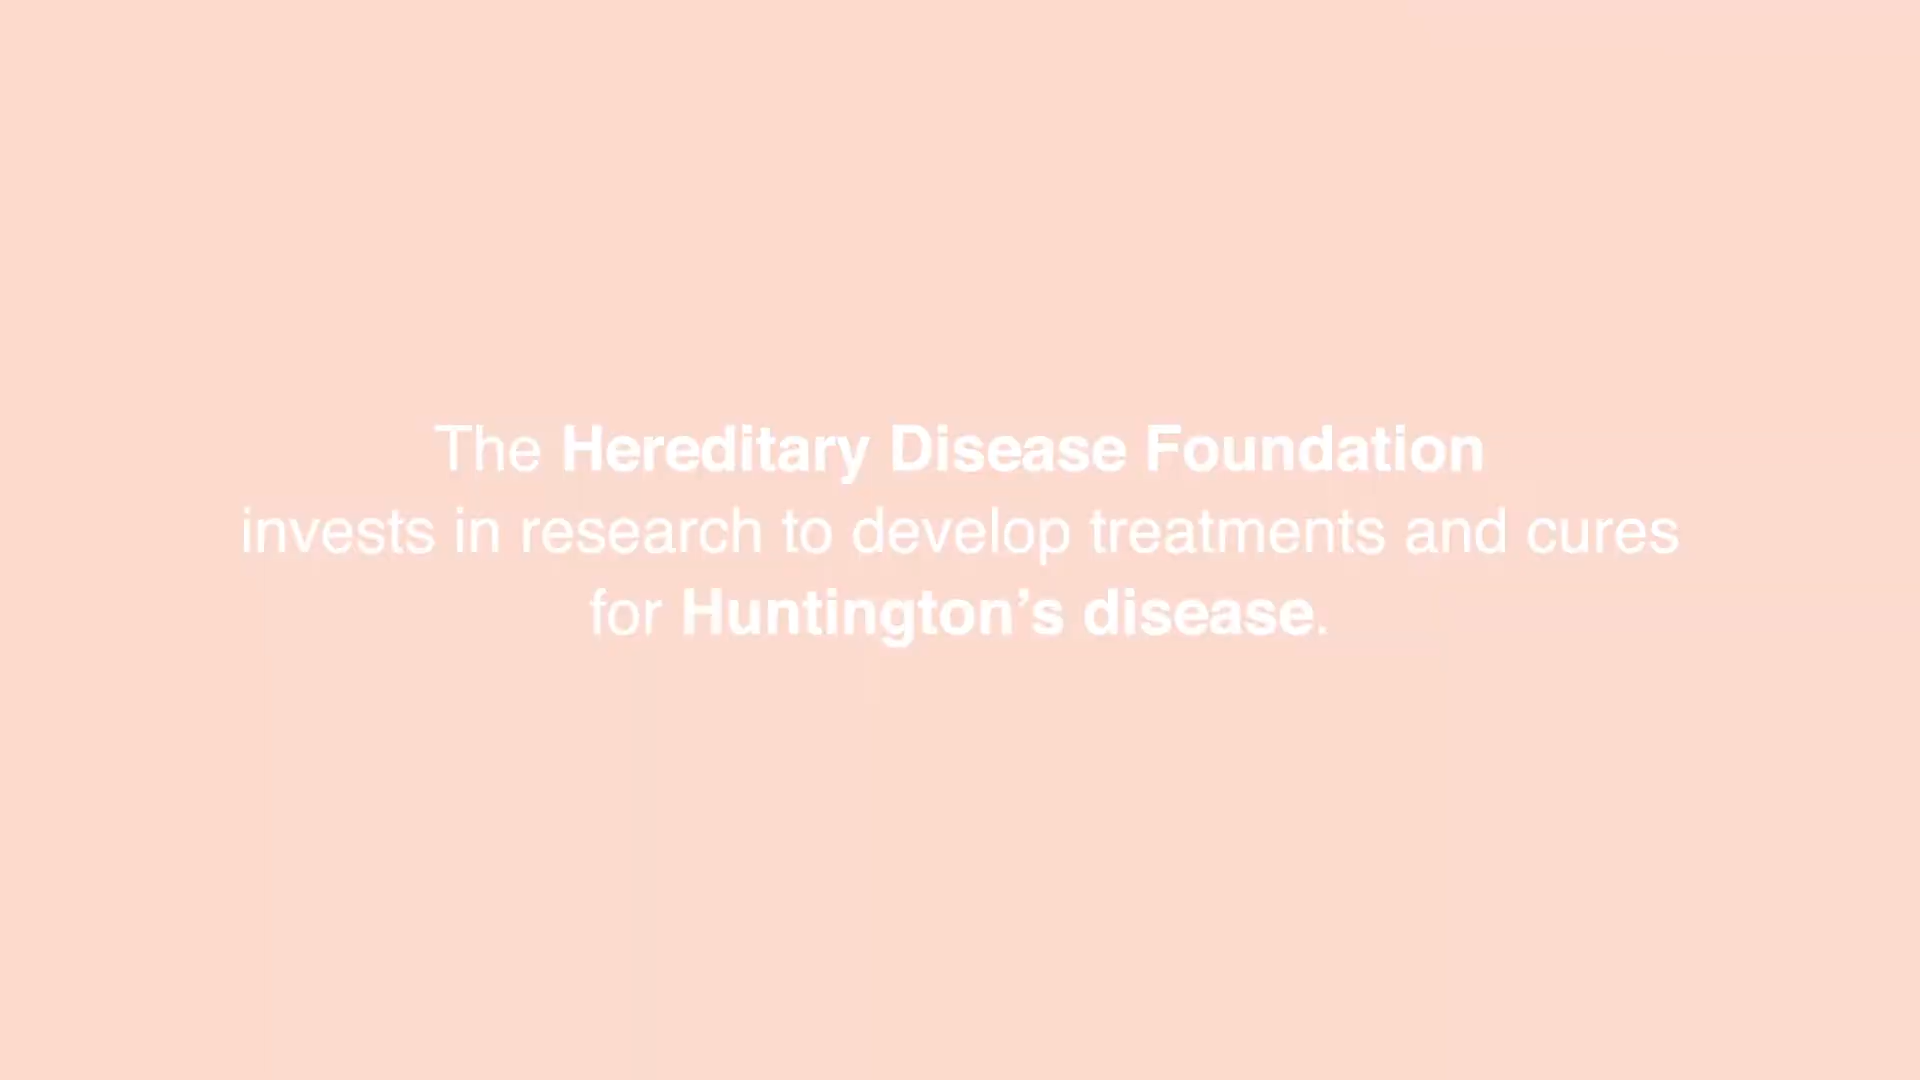 The Hereditary Disease Foundation
invests in research to develop treatments and cures
for Huntington’s disease.